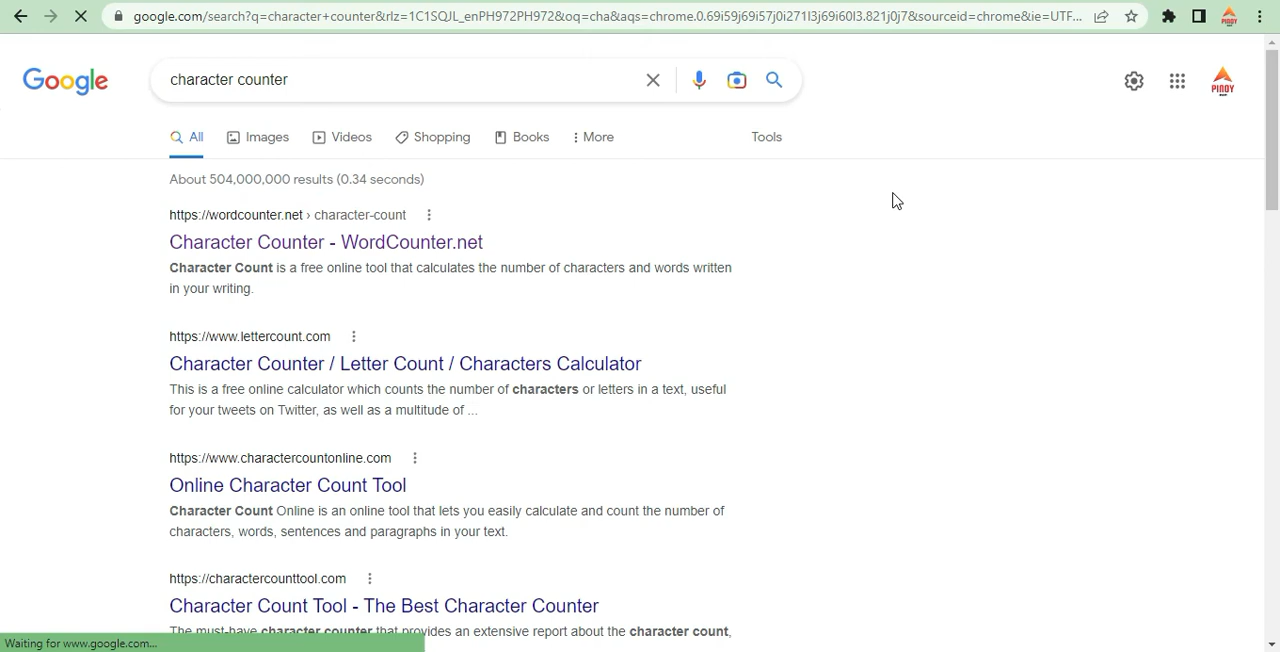 google.com/search?q=character+counter&rlz=1C1SQJL_enPH972PH972&oq=cha&aqs=chrome.0.69i59j69i57j0i271l3j69i60l3.821j0j7&sourceid=chrome&ie=UTF...
Google
character counter
PINOY
All
Images
Videos
Shopping
Books
More
Tools
About 504,000,000 results (0.34 seconds)
https://wordcounter.net › character-count
Character Counter - WordCounter.net
Character Count is a free online tool that calculates the number of characters and words written
in your writing.
https://www.lettercount.com
Character Counter / Letter Count / Characters Calculator
This is a free online calculator which counts the number of characters or letters in a text, useful
for your tweets on Twitter, as well as a multitude of ...
https://www.charactercountonline.com
Online Character Count Tool
Character Count Online is an online tool that lets you easily calculate and count the number of
characters, words, sentences and paragraphs in your text.
https://charactercounttool.com
Character Count Tool - The Best Character Counter
The must-have character counter that provides an extensive report about the character count,
Waiting for www.google.com...